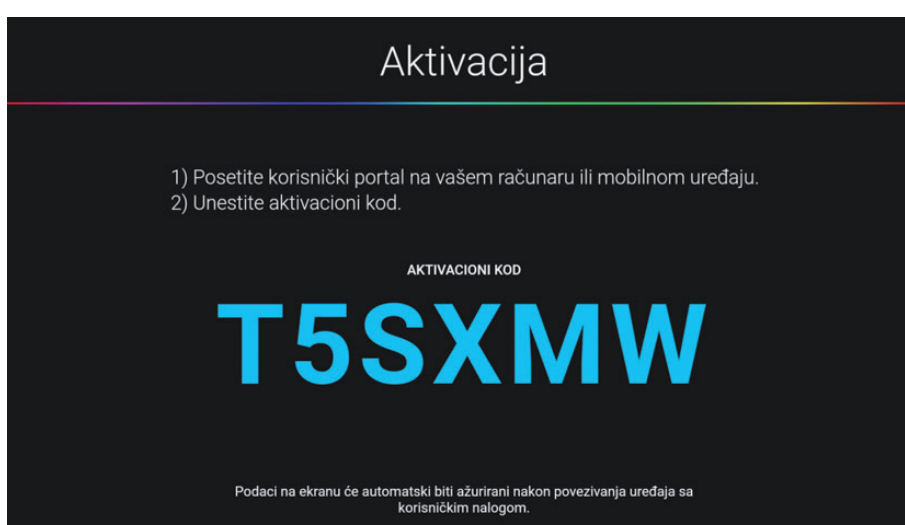 Aktivacija
1) Posetite korisnički portal na vašem računaru ili mobilnom uređaju.
2) Unestite aktivacioni kod.
AKTIVACIONI KOD
T5SXMW
Podaci na ekranu će automatski biti ažurirani nakon povezivanja uređaja sa
korisničkim nalogom.